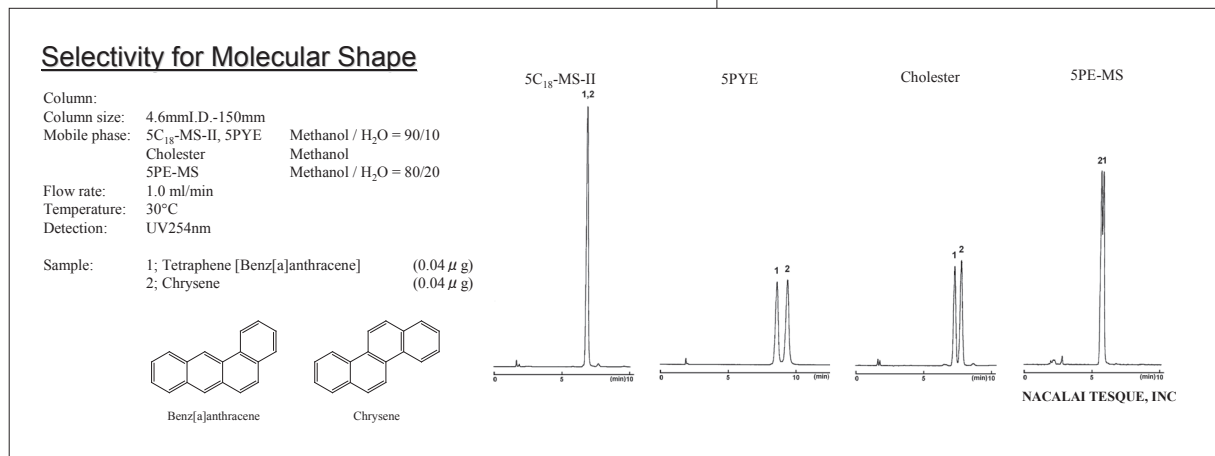 Selectivity for Molecular Shape
Column:
Column size: 4.6mmI.D.-150mm
Mobile phase: 5C₁₈-MS-II, 5PYE Methanol / H₂O = 90/10
Cholester Methanol
5PE-MS Methanol / H₂O = 80/20
Flow rate: 1.0 ml/min
Temperature: 30°C
Detection: UV254nm
Sample: 1; Tetraphene [Benz[a]anthracene] (0.04 μ g)
2; Chrysene (0.04 μ g)
Benz[a]anthracene
Chrysene
5C₁₈-MS-II
1,2
0 5 (min)10
5PYE
1 2
0 5 10 (min)
Cholester
1 2
0 5 (min)10
5PE-MS
21
0 5 (min)10
NACALAI TESQUE, INC